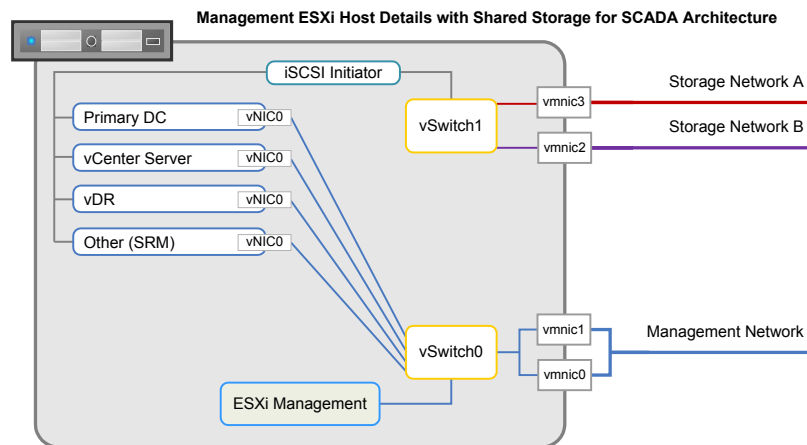 Management ESXi Host Details with Shared Storage for SCADA Architecture
iSCSI Initiator
Storage Network A
vmnic3
Primary DC
vNIC0
vSwitch1
Storage Network B
vmnic2
vCenter Server
vNIC0
vDR
vNIC0
Other (SRM)
vNIC0
vmnic1
Management Network
vSwitch0
vmnic0
ESXi Management